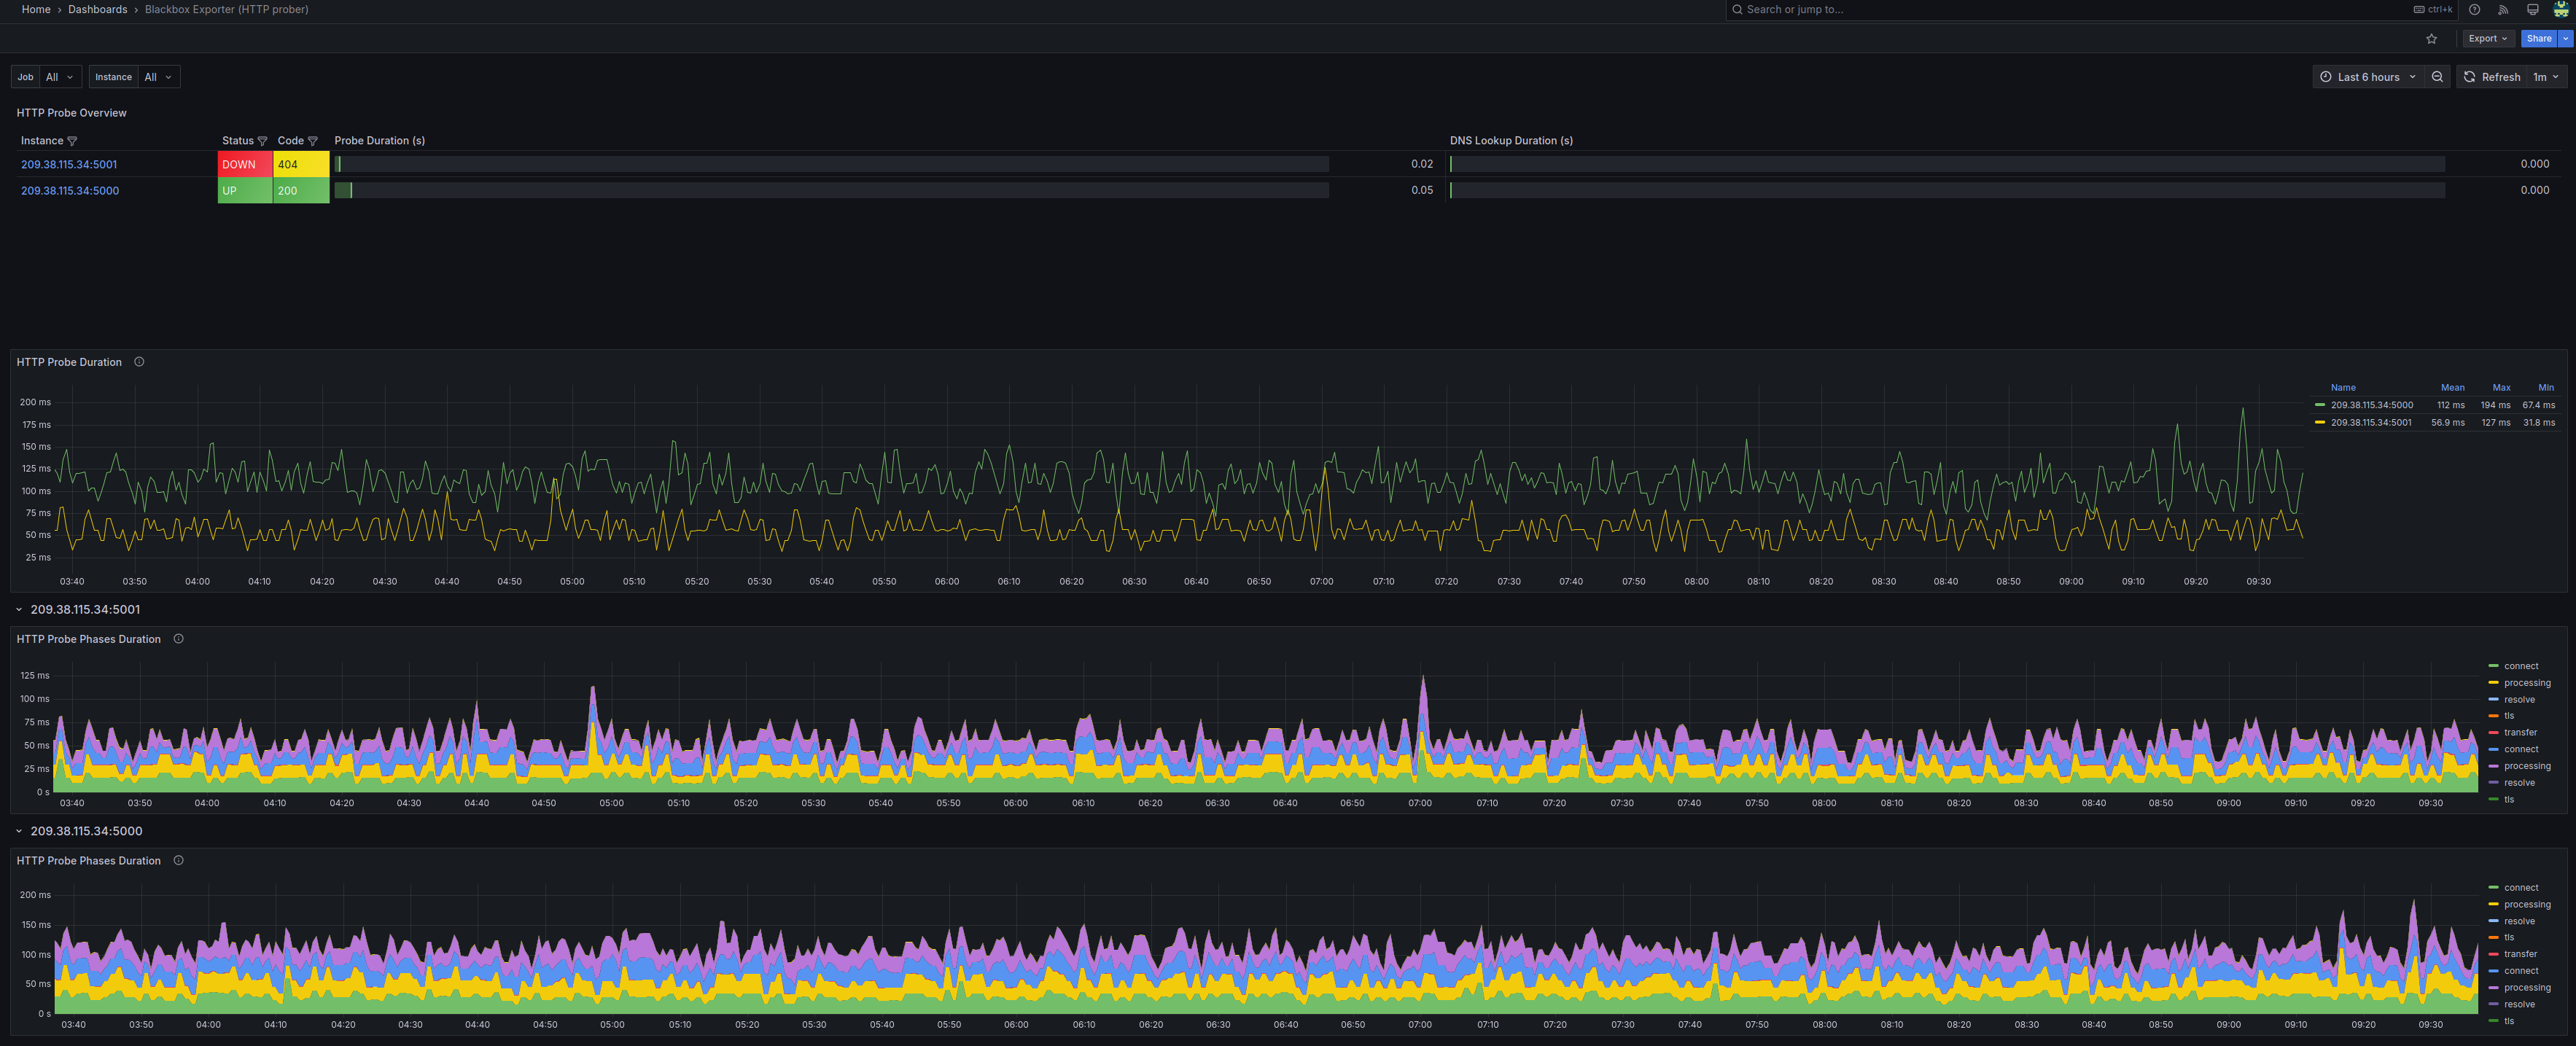 Home › Dashboards › Blackbox Exporter (HTTP prober)
Search or jump to...
ctrl+k
Export
Share
Job All
Instance All
Last 6 hours
Refresh 1m
HTTP Probe Overview
Instance Status Code Probe Duration (s) DNS Lookup Duration (s)
209.38.115.34:5001 DOWN 404 0.02 0.000
209.38.115.34:5000 UP 200 0.05 0.000
HTTP Probe Duration
200 ms
175 ms
150 ms
125 ms
100 ms
75 ms
50 ms
25 ms
03:40 03:50 04:00 04:10 04:20 04:30 04:40 04:50 05:00 05:10 05:20 05:30 05:40 05:50 06:00 06:10 06:20 06:30 06:40 06:50 07:00 07:10 07:20 07:30 07:40 07:50 08:00 08:10 08:20 08:30 08:40 08:50 09:00 09:10 09:20 09:30
Name Mean Max Min
209.38.115.34:5000 112 ms 194 ms 67.4 ms
209.38.115.34:5001 56.9 ms 127 ms 31.8 ms
209.38.115.34:5001
HTTP Probe Phases Duration
125 ms
100 ms
75 ms
50 ms
25 ms
0 s
03:40 03:50 04:00 04:10 04:20 04:30 04:40 04:50 05:00 05:10 05:20 05:30 05:40 05:50 06:00 06:10 06:20 06:30 06:40 06:50 07:00 07:10 07:20 07:30 07:40 07:50 08:00 08:10 08:20 08:30 08:40 08:50 09:00 09:10 09:20 09:30
connect
processing
resolve
tls
transfer
connect
processing
resolve
tls
209.38.115.34:5000
HTTP Probe Phases Duration
200 ms
150 ms
100 ms
50 ms
0 s
03:40 03:50 04:00 04:10 04:20 04:30 04:40 04:50 05:00 05:10 05:20 05:30 05:40 05:50 06:00 06:10 06:20 06:30 06:40 06:50 07:00 07:10 07:20 07:30 07:40 07:50 08:00 08:10 08:20 08:30 08:40 08:50 09:00 09:10 09:20 09:30
connect
processing
resolve
tls
transfer
connect
processing
resolve
tls